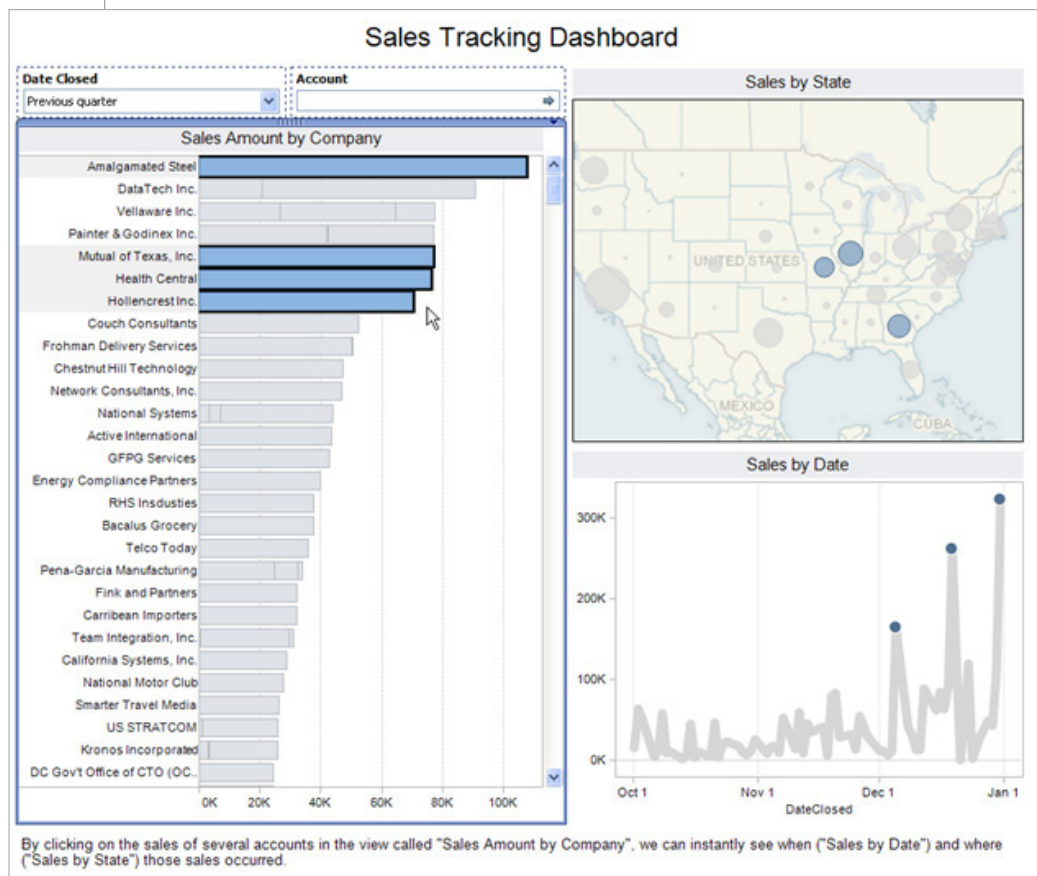 Sales Tracking Dashboard
Date Closed
Previous quarter
Account
Sales Amount by Company
Amalgamated Steel
DataTech Inc.
Vellaware Inc.
Painter & Godinex Inc.
Mutual of Texas, Inc.
Health Central
Hollencrest Inc.
Couch Consultants
Frohman Delivery Services
Chestnut Hill Technology
Network Consultants, Inc.
National Systems
Active International
GFPG Services
Energy Compliance Partners
RHS Insdusties
Bacalus Grocery
Telco Today
Pena-Garcia Manufacturing
Fink and Partners
Carribean Importers
Team Integration, Inc.
California Systems, Inc.
National Motor Club
Smarter Travel Media
US STRATCOM
Kronos Incorporated
DC Gov't Office of CTO (OC..
0K 20K 40K 60K 80K 100K
Sales by State
UNITED STATES
MEXICO
CUBA
Sales by Date
300K
200K
100K
0K
Oct 1 Nov 1 Dec 1 Jan 1
DateClosed
By clicking on the sales of several accounts in the view called "Sales Amount by Company", we can instantly see when ("Sales by Date") and where
("Sales by State") those sales occurred.